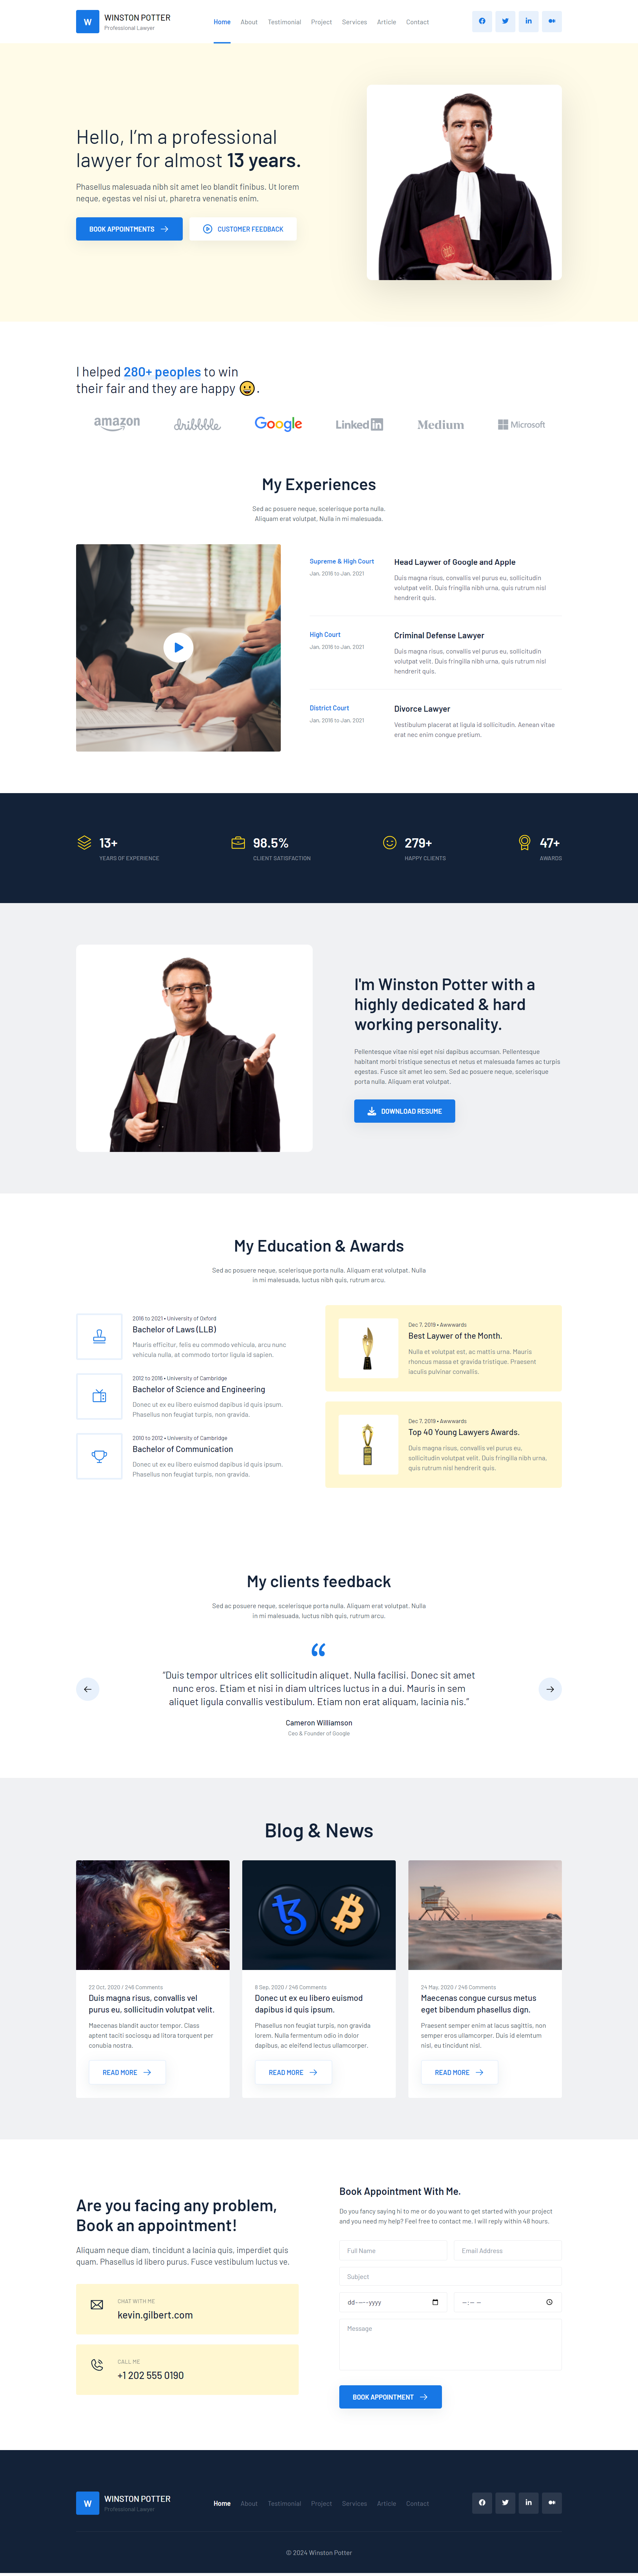 W
WINSTON POTTER
Professional Lawyer
Home About Testimonial Project Services Article Contact
Hello, I'm a professional
lawyer for almost 13 years.
Phasellus malesuada nibh sit amet leo blandit finibus. Ut lorem
neque, egestas vel nisi ut, pharetra venenatis enim.
BOOK APPOINTMENTS
CUSTOMER FEEDBACK
I helped 280+ peoples to win
their fair and they are happy 😀.
amazon dribbble Google Linkedin Medium Microsoft
My Experiences
Sed ac posuere neque, scelerisque porta nulla.
Aliquam erat volutpat. Nulla in mi malesuada.
Supreme & High Court
Jan, 2016 to Jan, 2021
Head Laywer of Google and Apple
Duis magna risus, convallis vel purus eu, sollicitudin
volutpat velit. Duis fringilla nibh urna, quis rutrum nisl
hendrerit quis.
High Court
Jan, 2016 to Jan, 2021
Criminal Defense Lawyer
Duis magna risus, convallis vel purus eu, sollicitudin
volutpat velit. Duis fringilla nibh urna, quis rutrum nisl
hendrerit quis.
District Court
Jan, 2016 to Jan, 2021
Divorce Lawyer
Vestibulum placerat at ligula id sollicitudin. Aenean vitae
erat nec enim congue pretium.
13+
YEARS OF EXPERIENCE
98.5%
CLIENT SATISFACTION
279+
HAPPY CLIENTS
47+
AWARDS
I'm Winston Potter with a
highly dedicated & hard
working personality.
Pellentesque vitae nisi eget nisi dapibus accumsan. Pellentesque
habitant morbi tristique senectus et netus et malesuada fames ac turpis
egestas. Fusce sit amet leo sem. Sed ac posuere neque, scelerisque
porta nulla. Aliquam erat volutpat.
DOWNLOAD RESUME
My Education & Awards
Sed ac posuere neque, scelerisque porta nulla. Aliquam erat volutpat. Nulla
in mi malesuada, luctus nibh quis, rutrum arcu.
2016 to 2021 • University of Oxford
Bachelor of Laws (LLB)
Mauris efficitur, felis eu commodo vehicula, arcu nunc
vehicula nulla, at commodo tortor ligula id sapien.
2012 to 2016 • University of Cambridge
Bachelor of Science and Engineering
Donec ut ex eu libero euismod dapibus id quis ipsum.
Phasellus non feugiat turpis, non gravida.
2010 to 2012 • University of Cambridge
Bachelor of Communication
Donec ut ex eu libero euismod dapibus id quis ipsum.
Phasellus non feugiat turpis, non gravida.
Dec 7, 2019 • Awwwards
Best Laywer of the Month.
Nulla et volutpat est, ac mattis urna. Mauris
rhoncus massa et gravida tristique. Praesent
iaculis pulvinar convallis.
Dec 7, 2019 • Awwwards
Top 40 Young Lawyers Awards.
Duis magna risus, convallis vel purus eu,
sollicitudin volutpat velit. Duis fringilla nibh urna,
quis rutrum nisl hendrerit quis.
My clients feedback
Sed ac posuere neque, scelerisque porta nulla. Aliquam erat volutpat. Nulla
in mi malesuada, luctus nibh quis, rutrum arcu.
“
“Duis tempor ultrices elit sollicitudin aliquet. Nulla facilisi. Donec sit amet
nunc eros. Etiam et nisi in diam ultrices luctus in a dui. Mauris in sem
aliquet ligula convallis vestibulum. Etiam non erat aliquam, lacinia nis.”
Cameron Williamson
Ceo & Founder of Google
Blog & News
22 Oct, 2020 / 246 Comments
Duis magna risus, convallis vel
purus eu, sollicitudin volutpat velit.
Maecenas blandit auctor tempor. Class
aptent taciti sociosqu ad litora torquent per
conubia nostra.
READ MORE
8 Sep, 2020 / 246 Comments
Donec ut ex eu libero euismod
dapibus id quis ipsum.
Phasellus non feugiat turpis, non gravida
lorem. Nulla fermentum odio in dolor
dapibus, ac eleifend lectus ullamcorper.
READ MORE
24 May, 2020 / 246 Comments
Maecenas congue cursus metus
eget bibendum phasellus dign.
Praesent semper enim at lacus sagittis, non
semper eros ullamcorper. Duis id elemtum
nisl, eu tincidunt nisl.
READ MORE
Are you facing any problem,
Book an appointment!
Aliquam neque diam, tincidunt a lacinia quis, imperdiet quis
quam. Phasellus id libero purus. Fusce vestibulum luctus ve.
CHAT WITH ME
kevin.gilbert.com
CALL ME
+1 202 555 0190
Book Appointment With Me.
Do you fancy saying hi to me or do you want to get started with your project
and you need my help? Feel free to contact me. I will reply within 48 hours.
Full Name
Email Address
Subject
dd----yyyy
--:-- --
Message
BOOK APPOINTMENT
W
WINSTON POTTER
Professional Lawyer
Home About Testimonial Project Services Article Contact
© 2024 Winston Potter